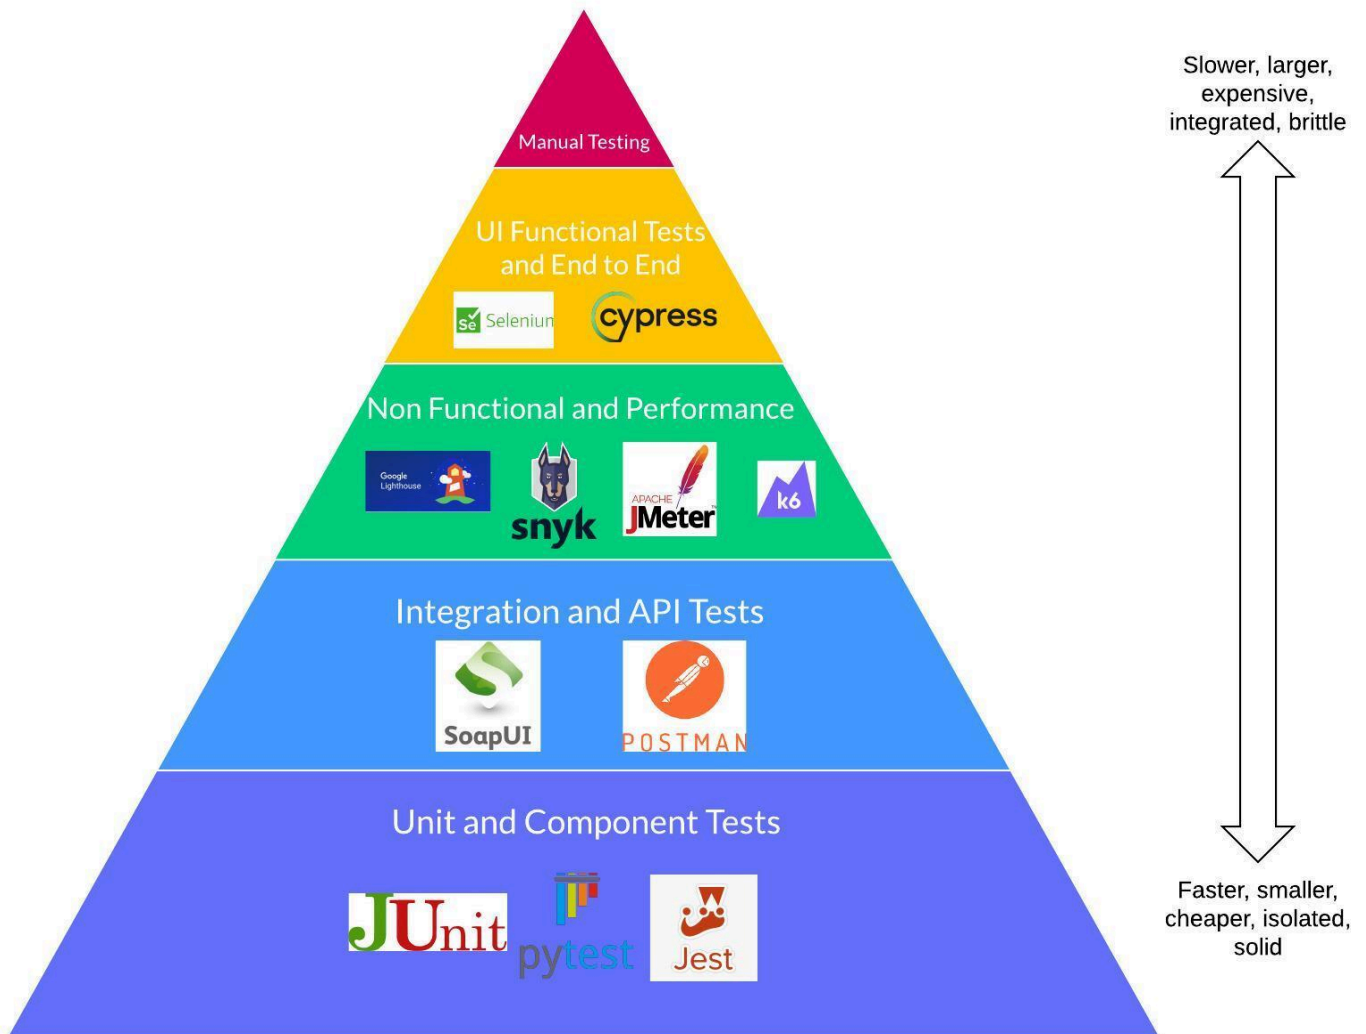 Slower, larger,
expensive,
integrated, brittle
Manual Testing
UI Functional Tests
and End to End
Se Selenium
cypress
Non Functional and Performance
Google
Lighthouse
snyk
APACHE
JMeter
k6
Integration and API Tests
SoapUI
POSTMAN
Unit and Component Tests
JUnit
pytest
Jest
Faster, smaller,
cheaper, isolated,
solid